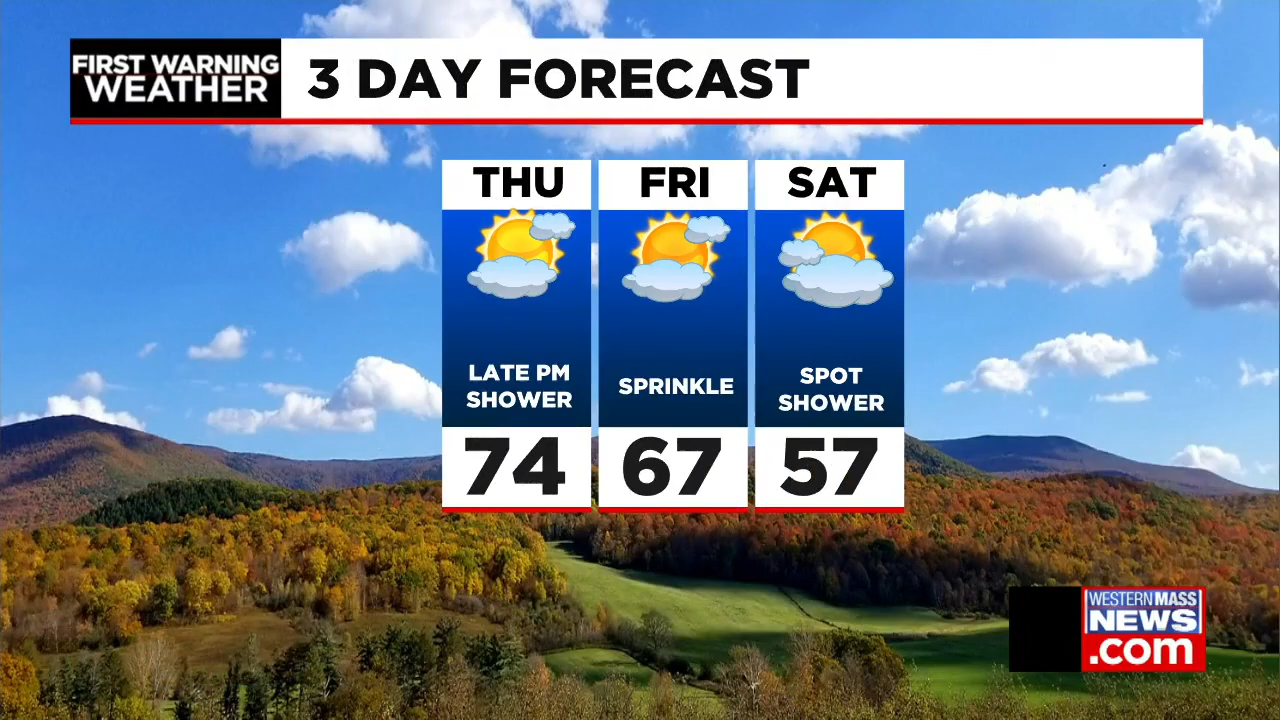 FIRST WARNING
WEATHER
3 DAY FORECAST
THU
FRI
SAT
LATE PM
SHOWER
SPRINKLE
SPOT
SHOWER
74
67
57
WESTERN MASS
NEWS
.com